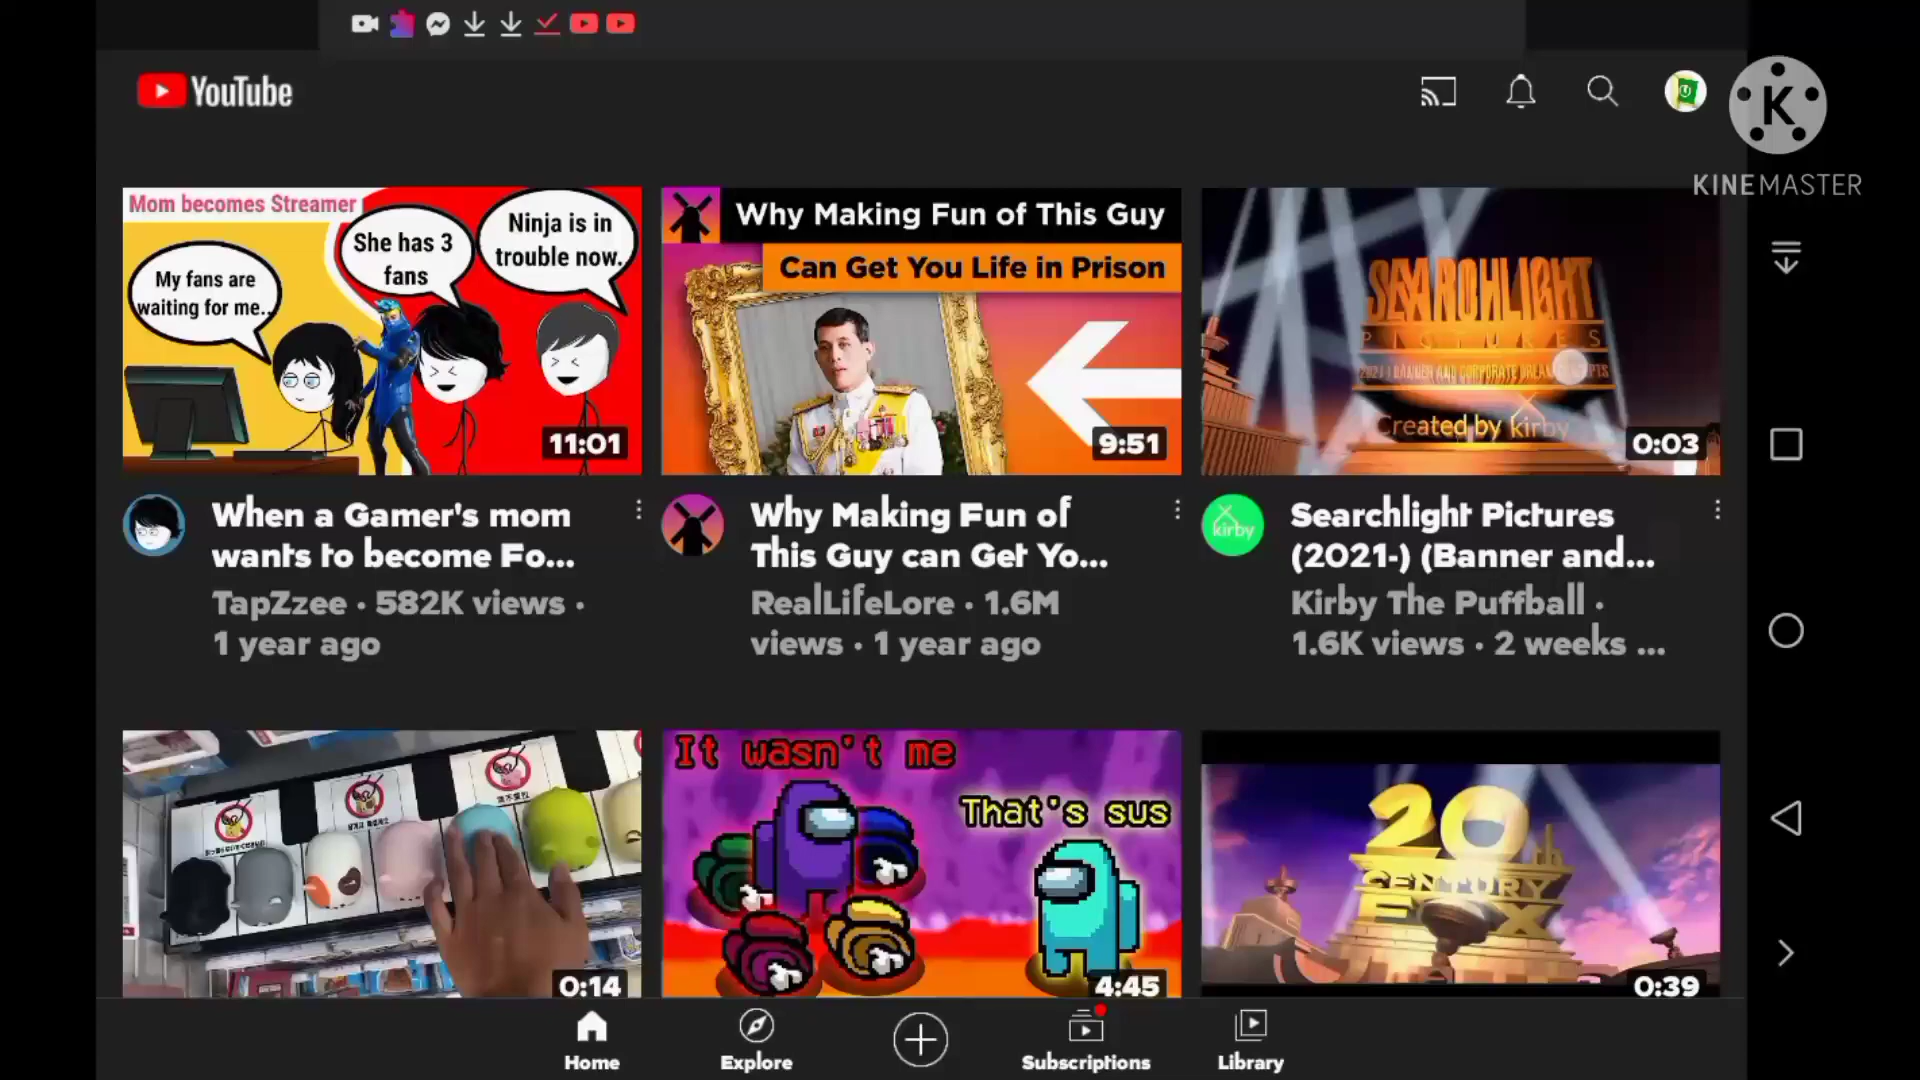 YouTube
KINEMASTER
Mom becomes Streamer
My fans are
waiting for me..
She has 3
fans
Ninja is in
trouble now.
11:01
Why Making Fun of This Guy
Can Get You Life in Prison
9:51
SEARCHLIGHT
PICTURES
Created by kirby
0:03
When a Gamer's mom
wants to become Fo...
TapZzee · 582K views ·
1 year ago
Why Making Fun of
This Guy can Get Yo...
RealLifeLore · 1.6M
views · 1 year ago
kirby
Searchlight Pictures
(2021-) (Banner and...
Kirby The Puffball ·
1.6K views · 2 weeks ...
0:14
It wasn't me
That's sus
4:45
20th
CENTURY
FOX
0:39
Home
Explore
Subscriptions
Library